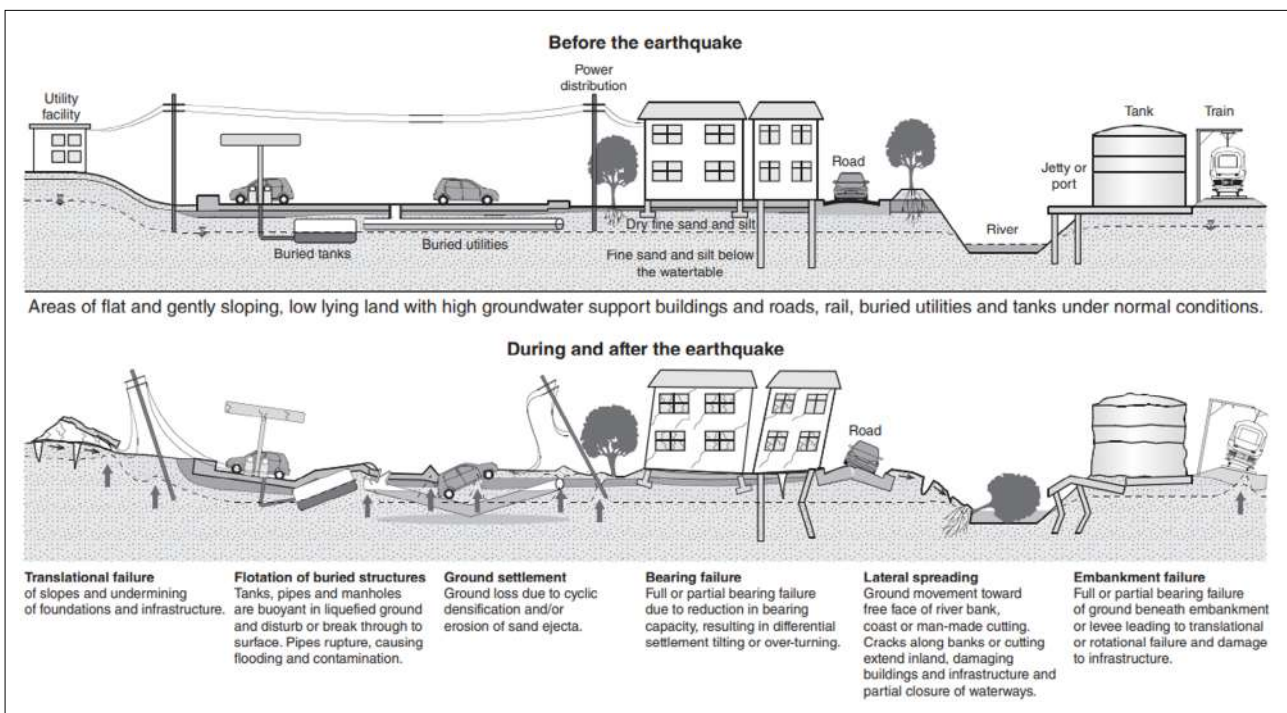 Before the earthquake
Power
distribution
Utility
facility
Tank
Train
Road
Jetty or
port
River
Dry fine sand and silt
Buried utilities
Buried tanks
Fine sand and silt below
the watertable
Areas of flat and gently sloping, low lying land with high groundwater support buildings and roads, rail, buried utilities and tanks under normal conditions.
During and after the earthquake
Road
Translational failure
of slopes and undermining
of foundations and infrastructure.
Flotation of buried structures
Tanks, pipes and manholes
are buoyant in liquefied ground
and disturb or break through to
surface. Pipes rupture, causing
flooding and contamination.
Ground settlement
Ground loss due to cyclic
densification and/or
erosion of sand ejecta.
Bearing failure
Full or partial bearing failure
due to reduction in bearing
capacity, resulting in differential
settlement tilting or over-turning.
Lateral spreading
Ground movement toward
free face of river bank,
coast or man-made cutting.
Cracks along banks or cutting
extend inland, damaging
buildings and infrastructure and
partial closure of waterways.
Embankment failure
Full or partial bearing failure
of ground beneath embankment
or levee leading to translational
or rotational failure and damage
to infrastructure.